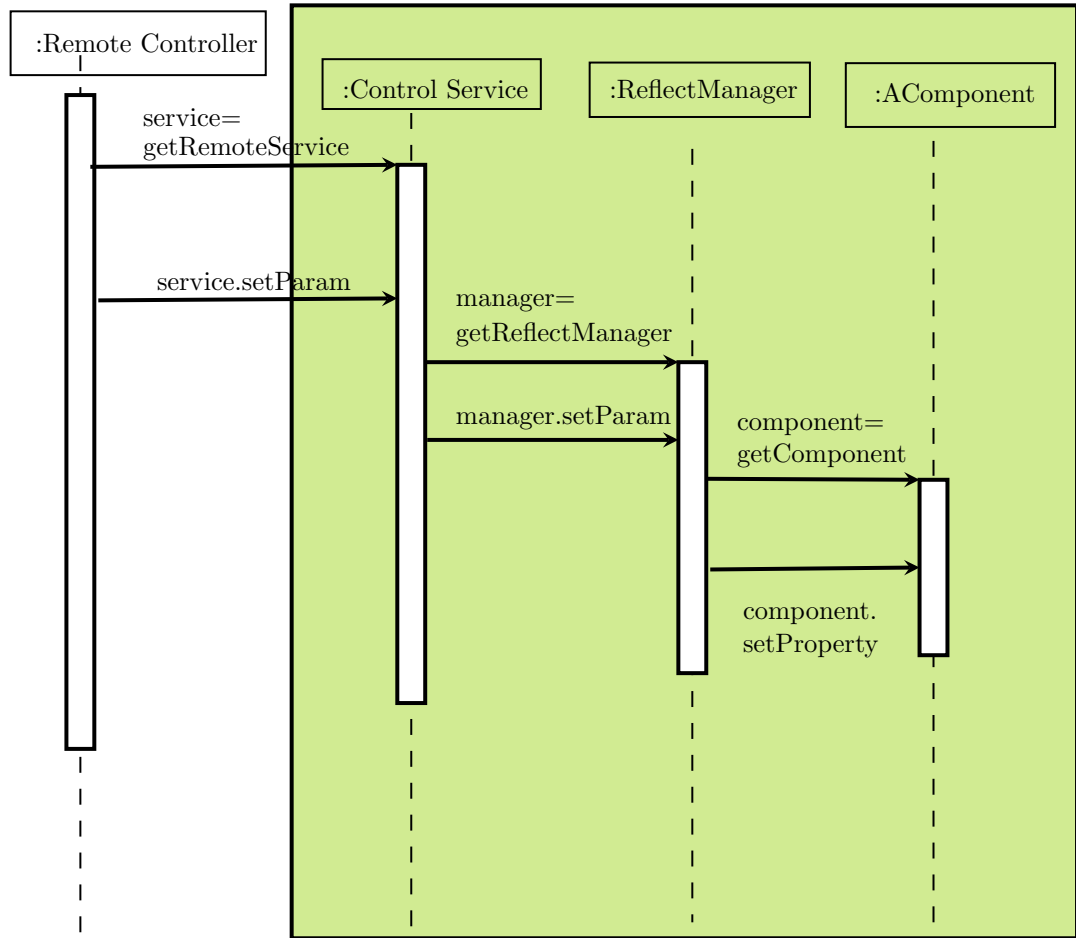 :Remote Controller
:Control Service
:ReflectManager
:AComponent
service=
getRemoteService
service.setParam
manager=
getReflectManager
manager.setParam
component=
getComponent
component.
setProperty